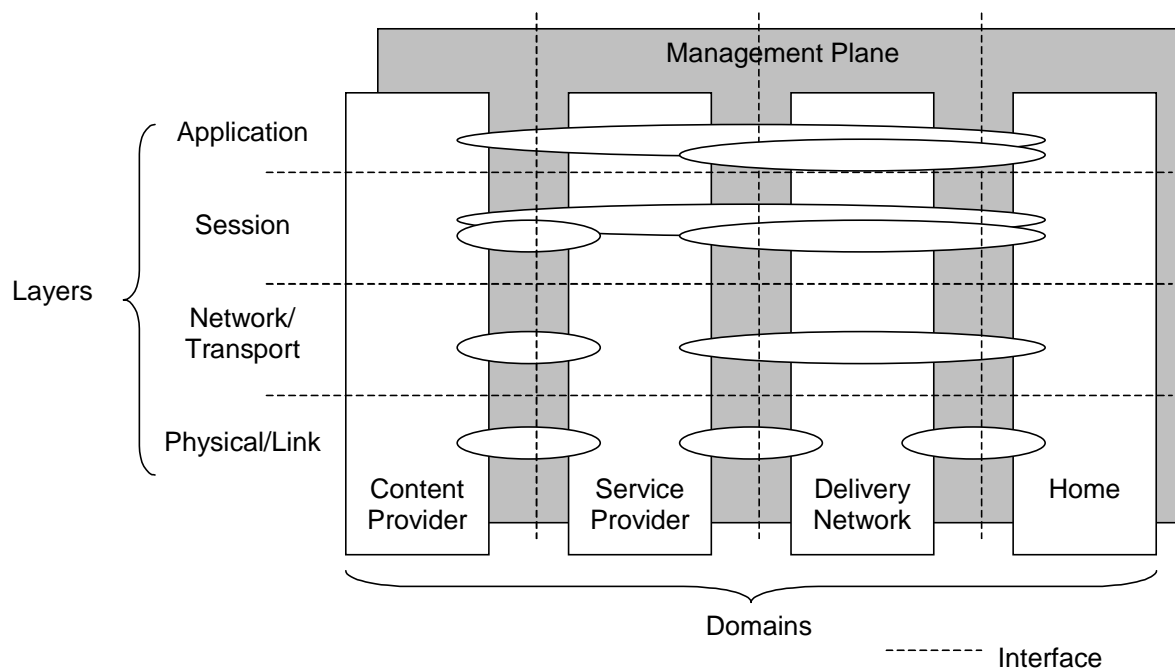 Management Plane
Application
Session
Layers
Network/
Transport
Physical/Link
Content
Provider
Service
Provider
Delivery
Network
Home
Domains
Interface